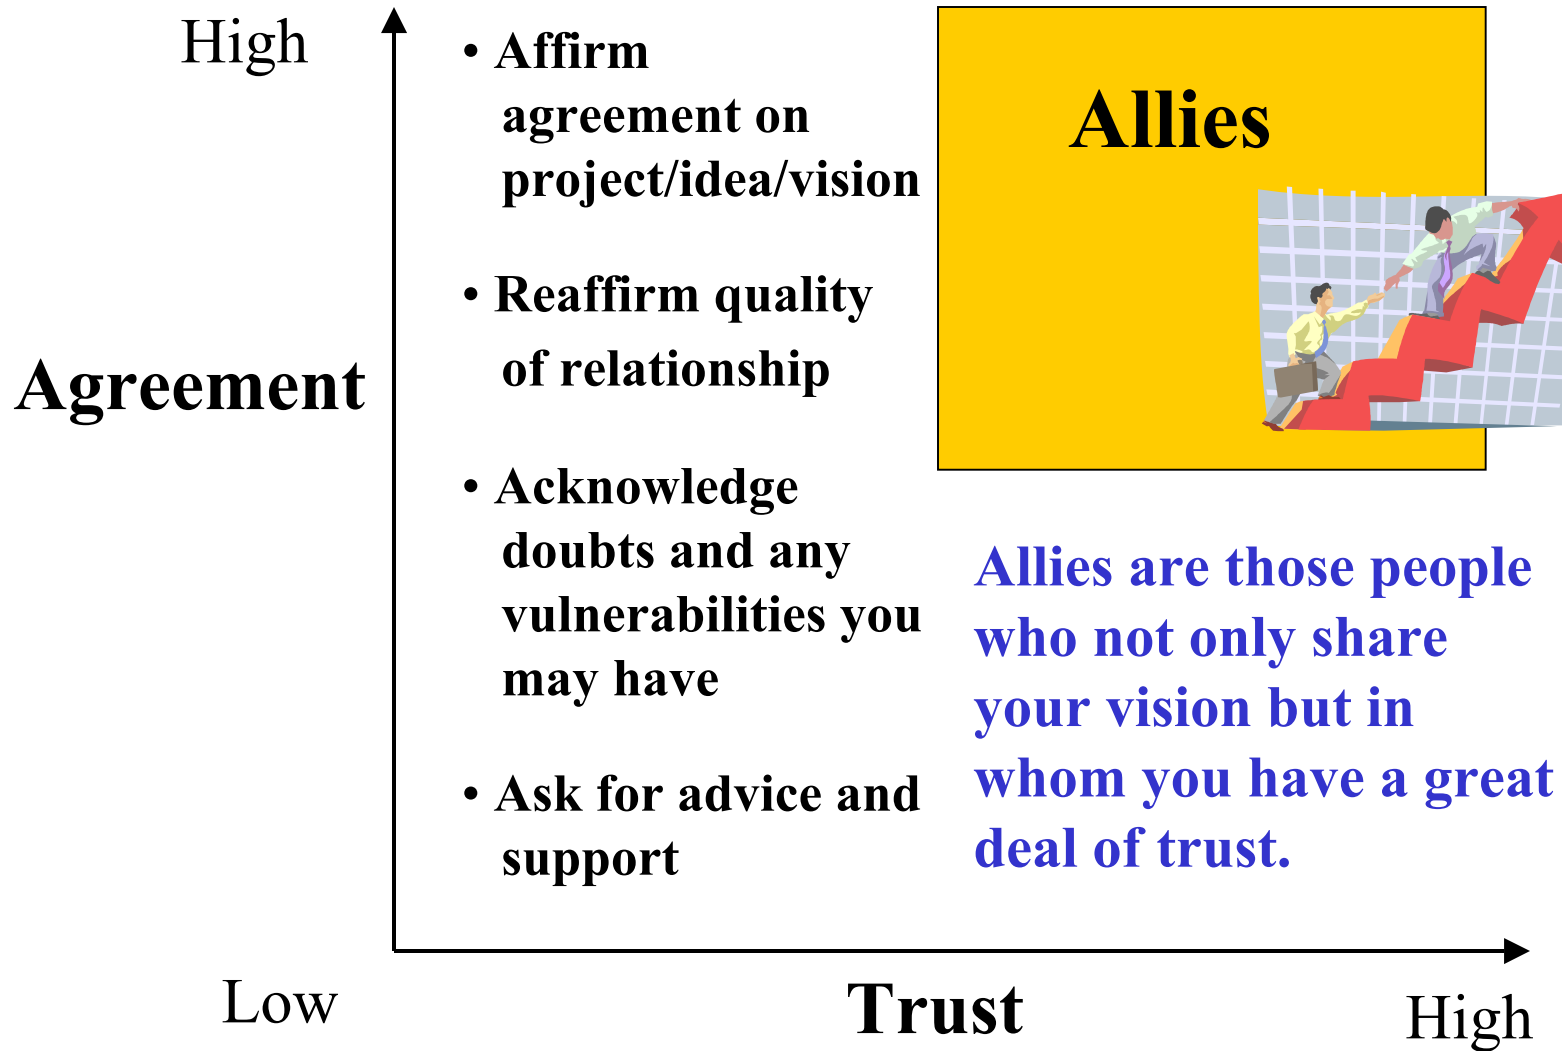 High
• Affirm
agreement on
project/idea/vision
• Reaffirm quality
of relationship
• Acknowledge
doubts and any
vulnerabilities you
may have
• Ask for advice and
support
Agreement
Allies
Allies are those people
who not only share
your vision but in
whom you have a great
deal of trust.
Low
Trust
High